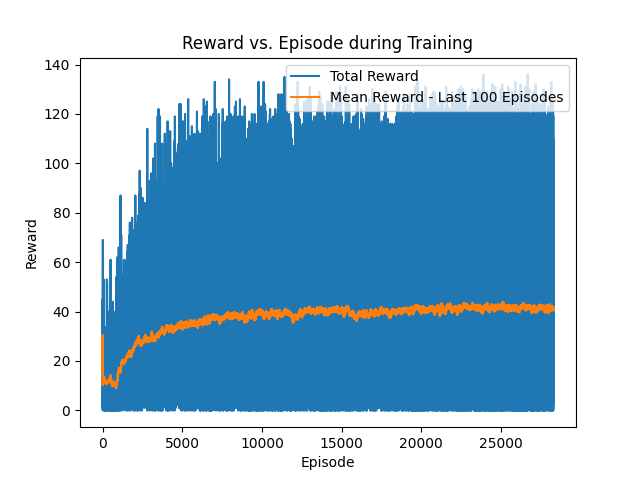 Reward vs. Episode during Training
Total Reward
Mean Reward - Last 100 Episodes
140
120
100
80
60
40
20
0
Reward
0 5000 10000 15000 20000 25000
Episode